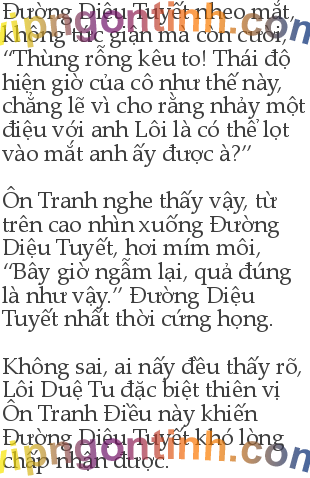 Đường Diệu Tuyết nheo mắt,
không tức giận mà còn cười,
“Thùng rỗng kêu to! Thái độ
hiện giờ của cô như thế này,
chẳng lẽ vì cho rằng nhảy một
điệu với anh Lôi là có thể lọt
vào mắt anh ấy được à?”
Ôn Tranh nghe thấy vậy, từ
trên cao nhìn xuống Đường
Diệu Tuyết, hơi mím môi,
“Bây giờ ngẫm lại, quả đúng
là như vậy.” Đường Diệu
Tuyết nhất thời cứng họng.
Không sai, ai nấy đều thấy rõ,
Lôi Duệ Tu đặc biệt thiên vị
Ôn Tranh Điều này khiến
Đường Diệu Tuyết khó lòng
chấp nhận được.
vipngontinh.com
vipngontinh.com